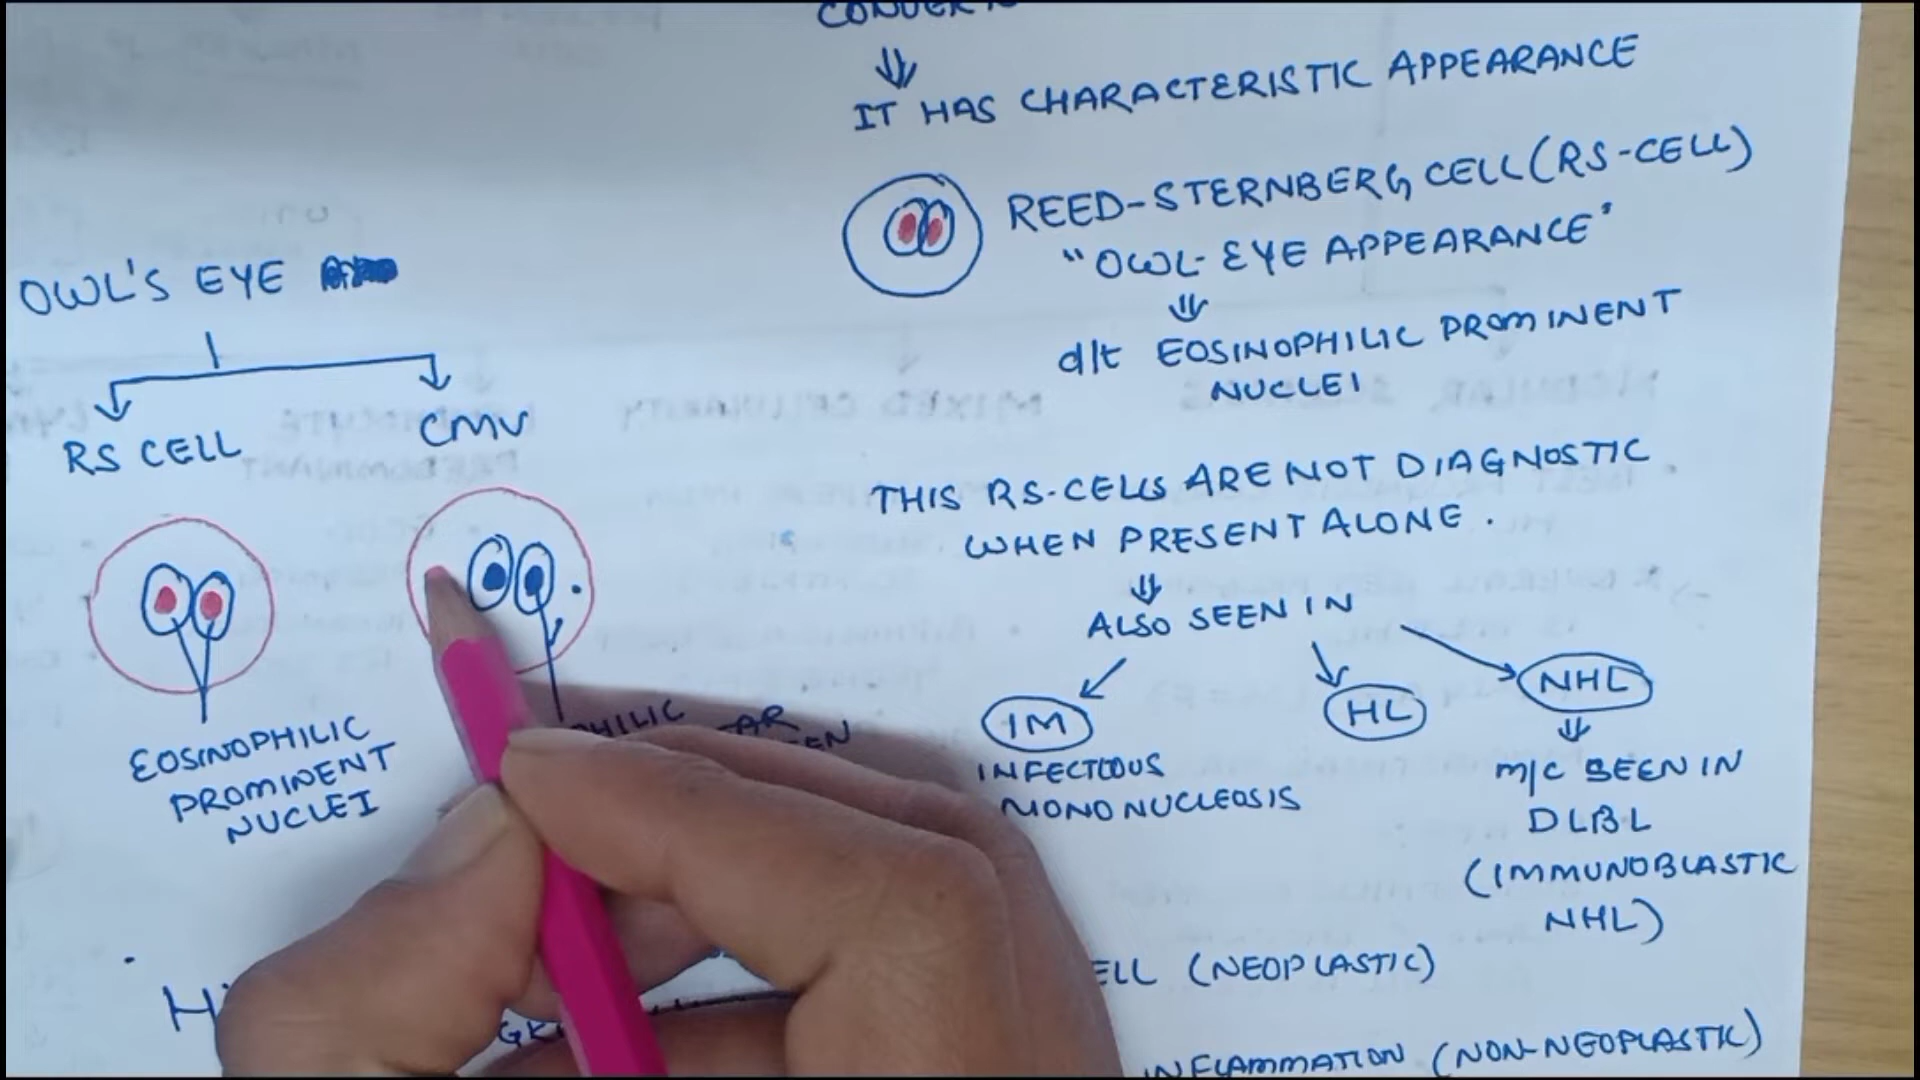 IT HAS CHARACTERISTIC APPEARANCE
REED-STERNBERG CELL (RS-CELL)
"OWL-EYE APPEARANCE"
d/t EOSINOPHILIC PROMINENT
NUCLEI
THIS RS-CELLS ARE NOT DIAGNOSTIC
WHEN PRESENT ALONE.
ALSO SEEN IN
IM
HL
NHL
INFECTIOUS
MONONUCLEOSIS
m/c SEEN IN
DLBL
(IMMUNOBLASTIC
NHL)
ELL (NEOPLASTIC)
INFLAMMATION (NON-NEOPLASTIC)
OWL'S EYE
RS CELL
CMV
EOSINOPHILIC
PROMINENT
NUCLEI